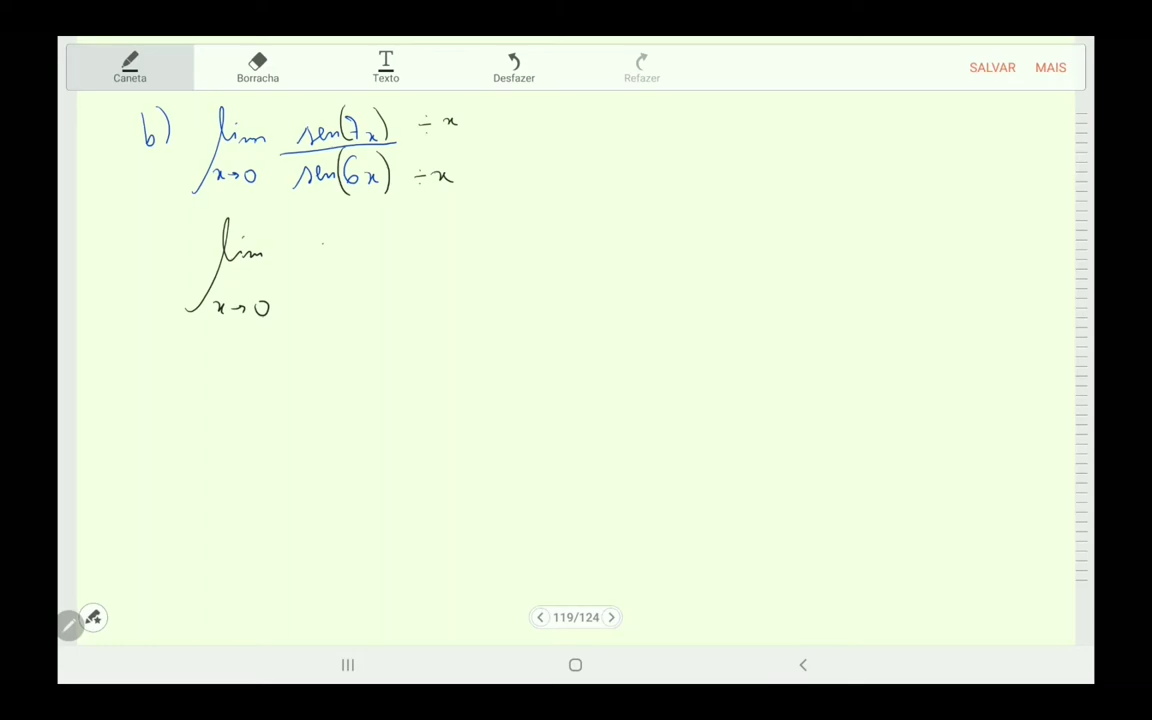 Caneta Borracha Texto Desfazer Refazer SALVAR MAIS
b) lim sen(7x) ÷ x
x→0 sen(6x) ÷ x
lim
x→0
119/124